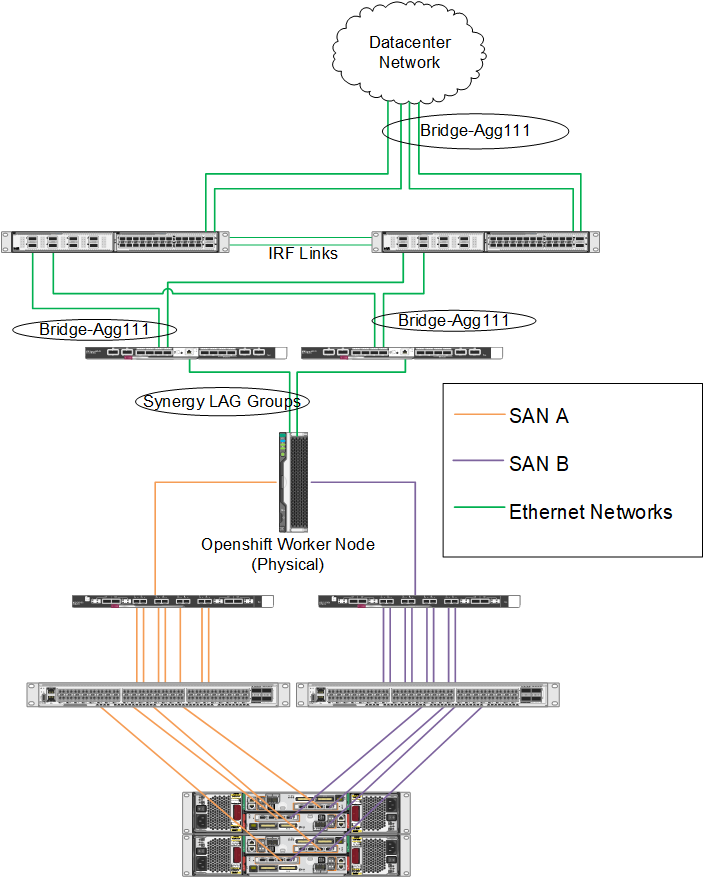 Datacenter
Network
Bridge-Agg111
IRF Links
Bridge-Agg111
Bridge-Agg111
Synergy LAG Groups
SAN A
SAN B
Ethernet Networks
Openshift Worker Node
(Physical)